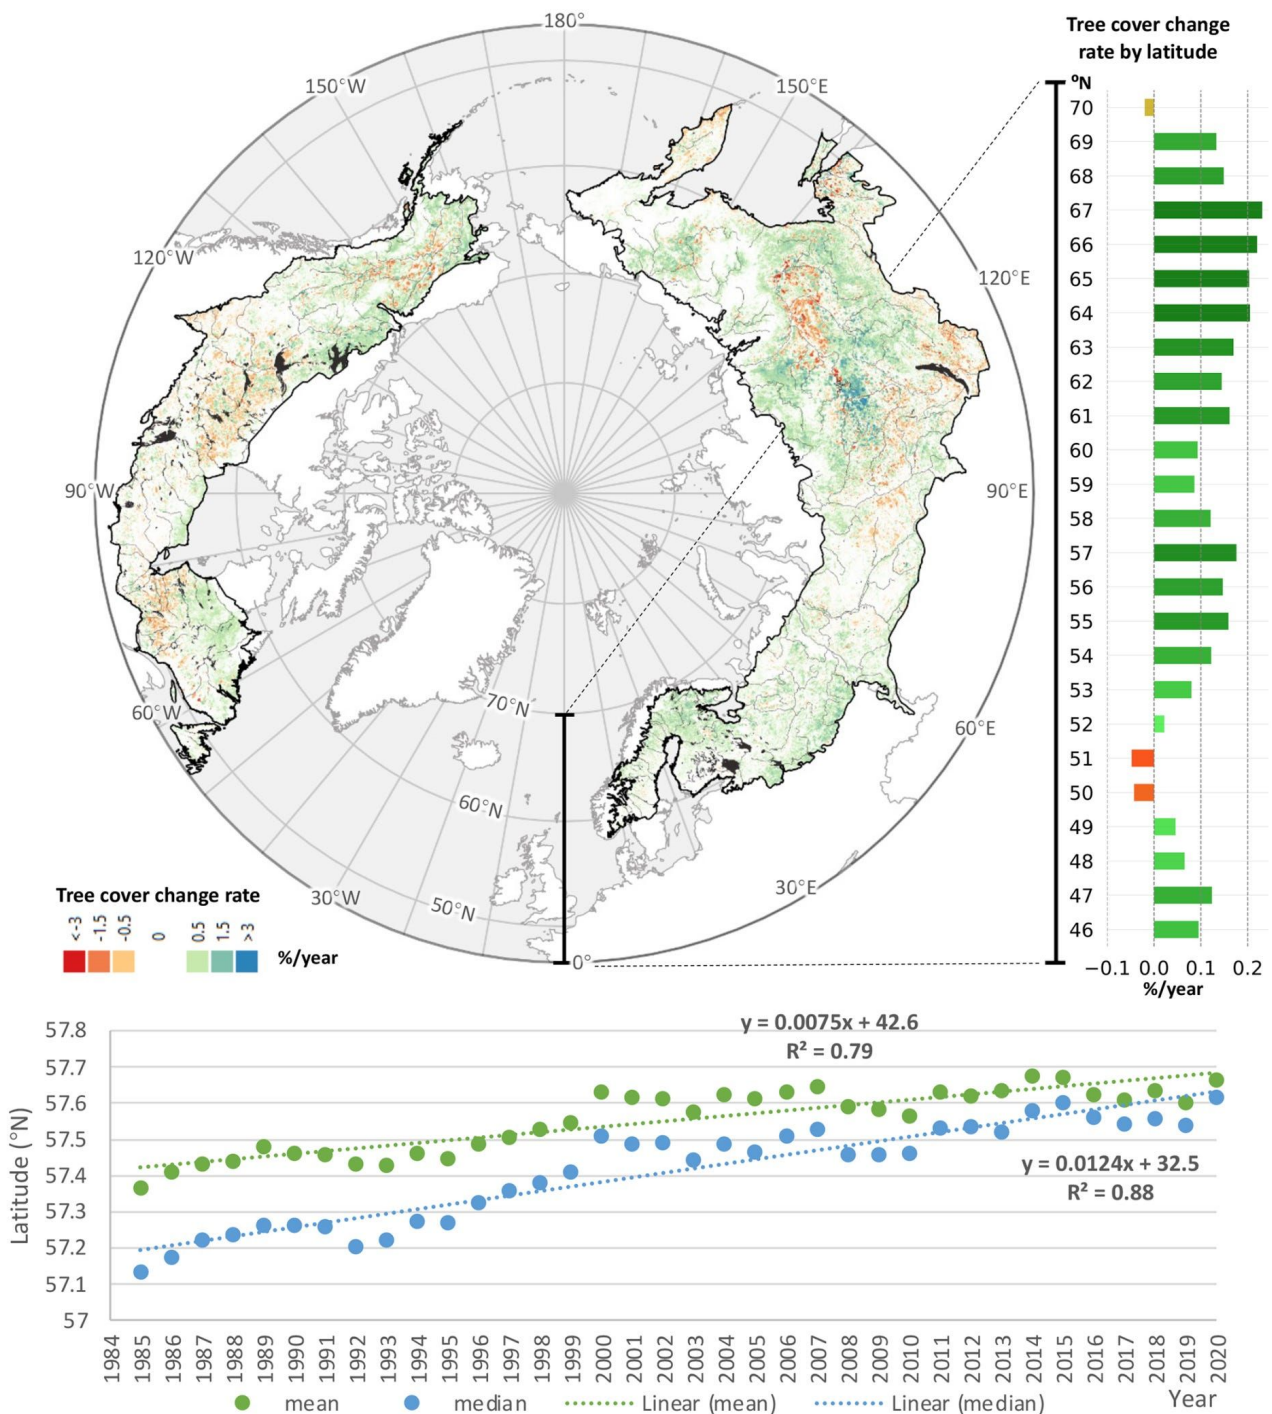 180°
150°W
150°E
120°W
120°E
90°W
90°E
60°W
60°E
70°N
60°N
50°N
30°W
30°E
0°
Tree cover change rate
<-3
-1.5
-0.5
0
0.5
1.5
>3
%/year
Tree cover change
rate by latitude
°N
70
69
68
67
66
65
64
63
62
61
60
59
58
57
56
55
54
53
52
51
50
49
48
47
46
−0.1 0.0 0.1 0.2
%/year
y = 0.0075x + 42.6
R² = 0.79
y = 0.0124x + 32.5
R² = 0.88
Latitude (°N)
57.8
57.7
57.6
57.5
57.4
57.3
57.2
57.1
57
1984
1985
1986
1987
1988
1989
1990
1991
1992
1993
1994
1995
1996
1997
1998
1999
2000
2001
2002
2003
2004
2005
2006
2007
2008
2009
2010
2011
2012
2013
2014
2015
2016
2017
2018
2019
2020
Year
mean
median
Linear (mean)
Linear (median)